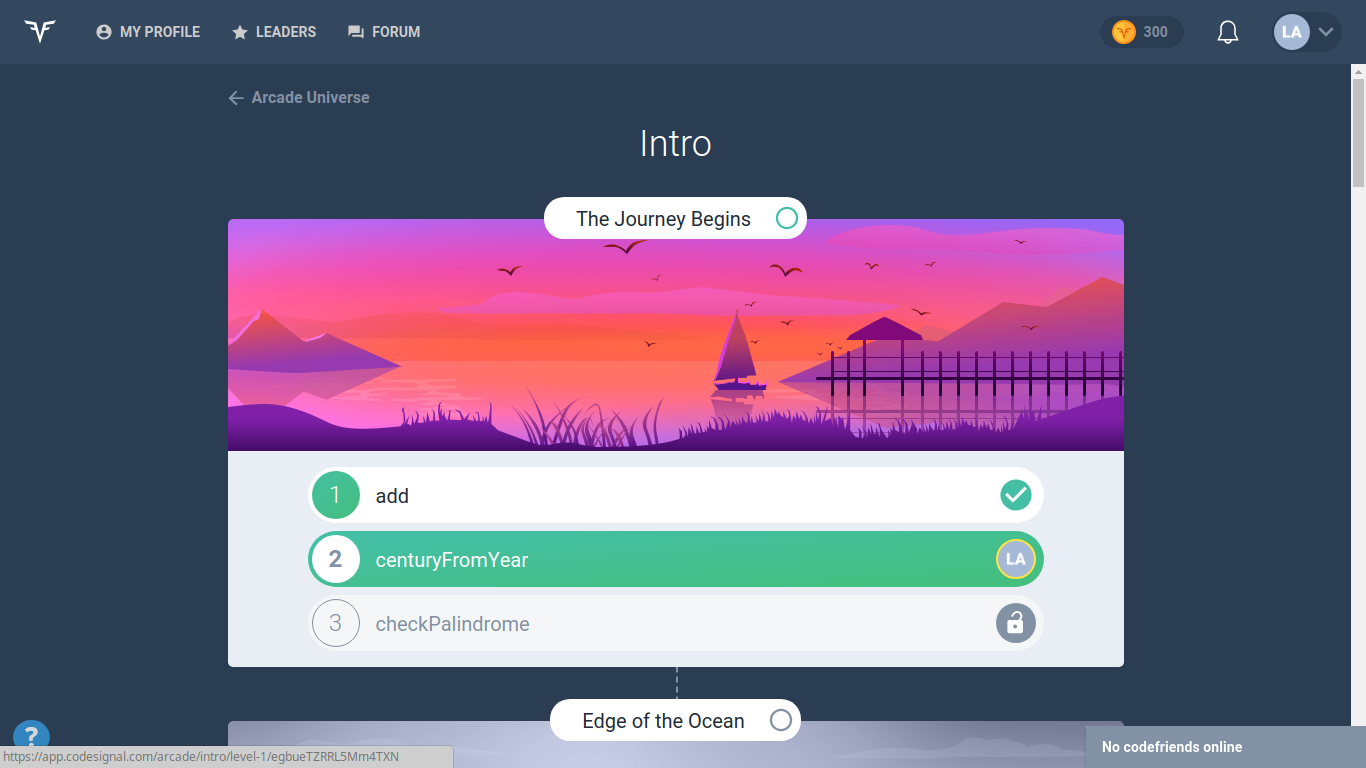 MY PROFILE LEADERS FORUM 300 LA
Arcade Universe
Intro
The Journey Begins
1 add
2 centuryFromYear LA
3 checkPalindrome
Edge of the Ocean
?
No codefriends online
https://app.codesignal.com/arcade/intro/level-1/egbueTZRRL5Mm4TXN